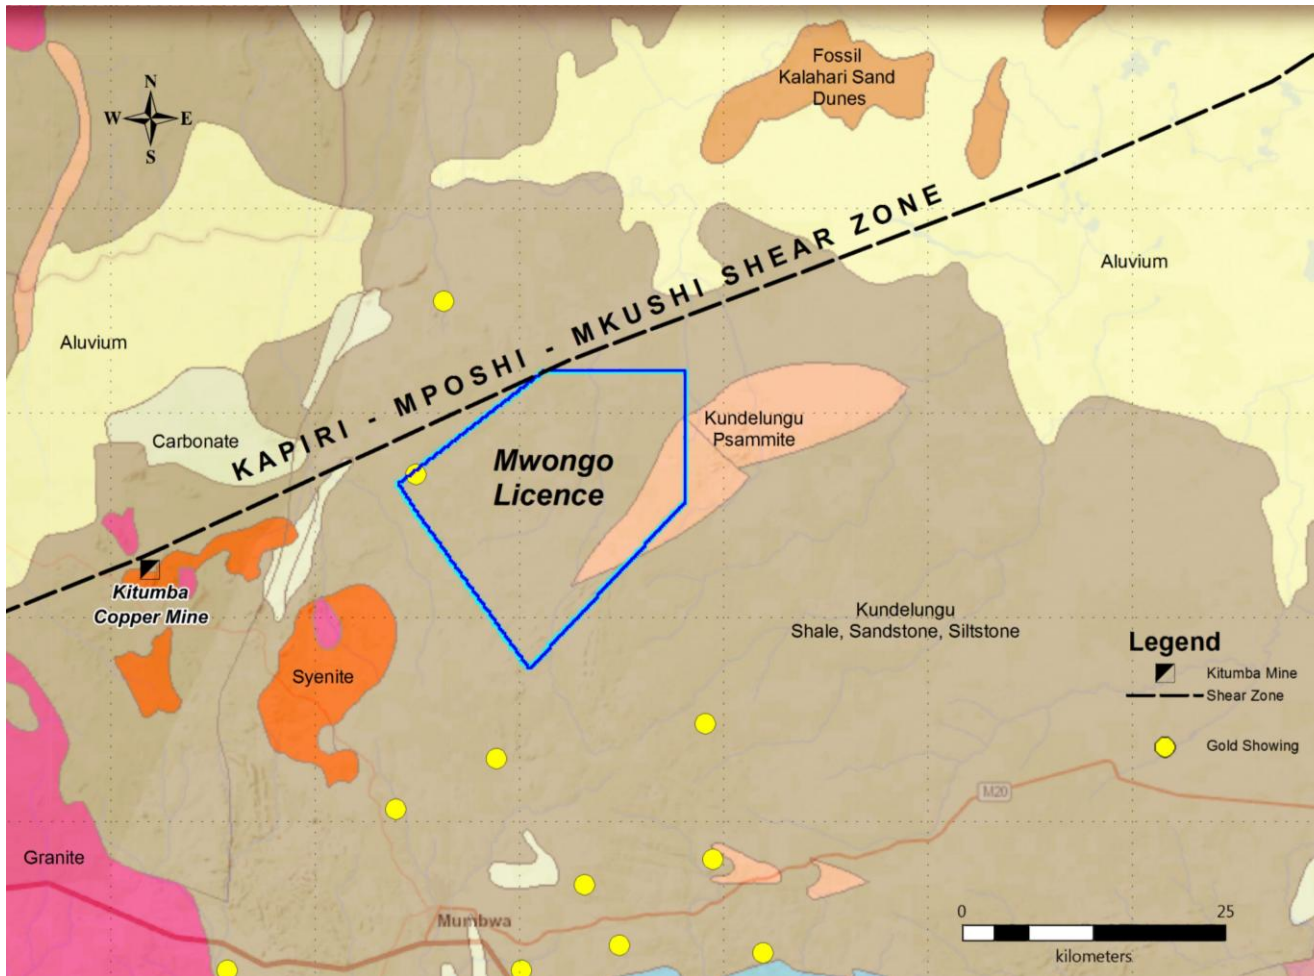 Fossil
Kalahari Sand
Dunes
N
W E
S
KAPIRI - MPOSHI - MKUSHI SHEAR ZONE
Aluvium
Aluvium
Carbonate
Kundelungu
Psammite
Mwongo
Licence
Kitumba
Copper Mine
Kundelungu
Shale, Sandstone, Siltstone
Syenite
Legend
Kitumba Mine
Shear Zone
Gold Showing
M20
Granite
Mumbwa
0 25
kilometers